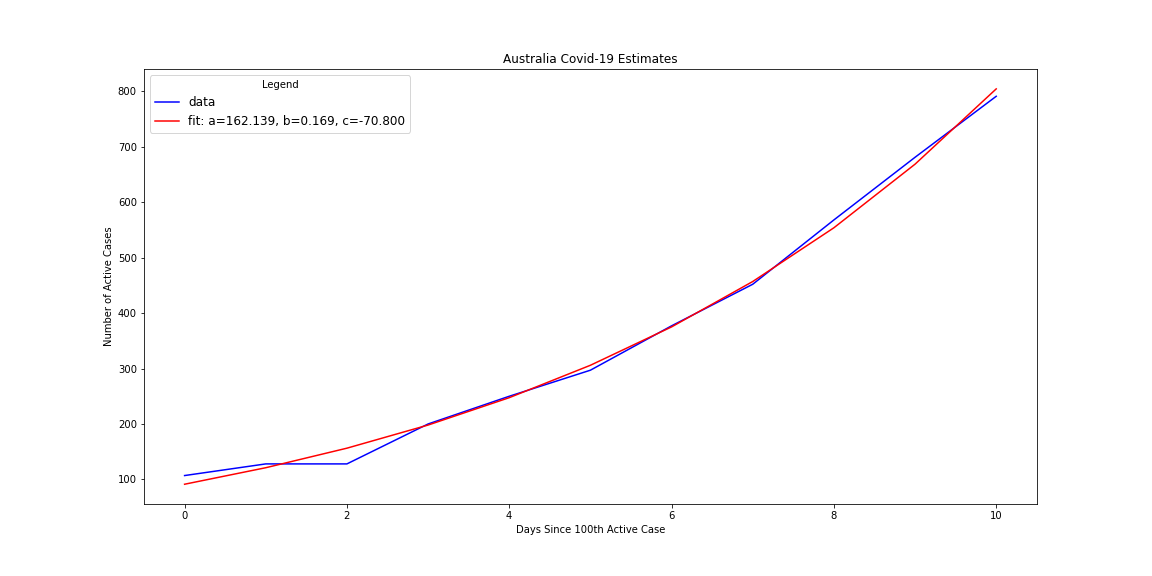 Australia Covid-19 Estimates
Legend
data
fit: a=162.139, b=0.169, c=-70.800
Number of Active Cases
800
700
600
500
400
300
200
100
0 2 4 6 8 10
Days Since 100th Active Case